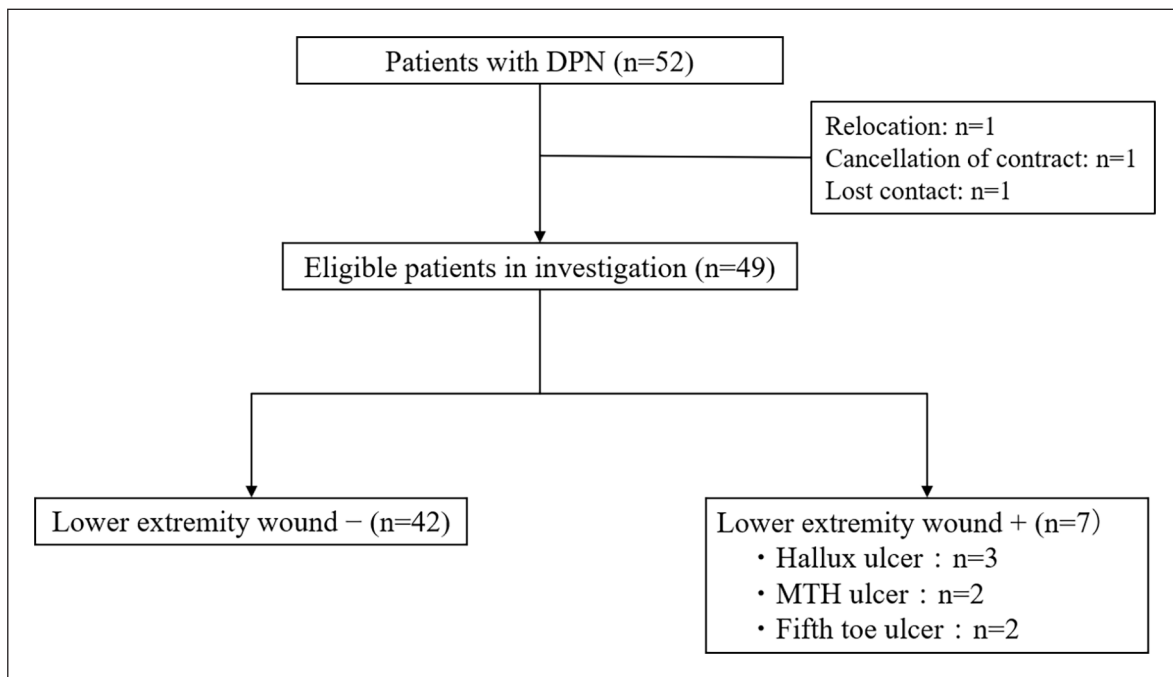 Patients with DPN (n=52)
Relocation: n=1
Cancellation of contract: n=1
Lost contact: n=1
Eligible patients in investigation (n=49)
Lower extremity wound − (n=42)
Lower extremity wound + (n=7）
・Hallux ulcer：n=3
・MTH ulcer：n=2
・Fifth toe ulcer：n=2